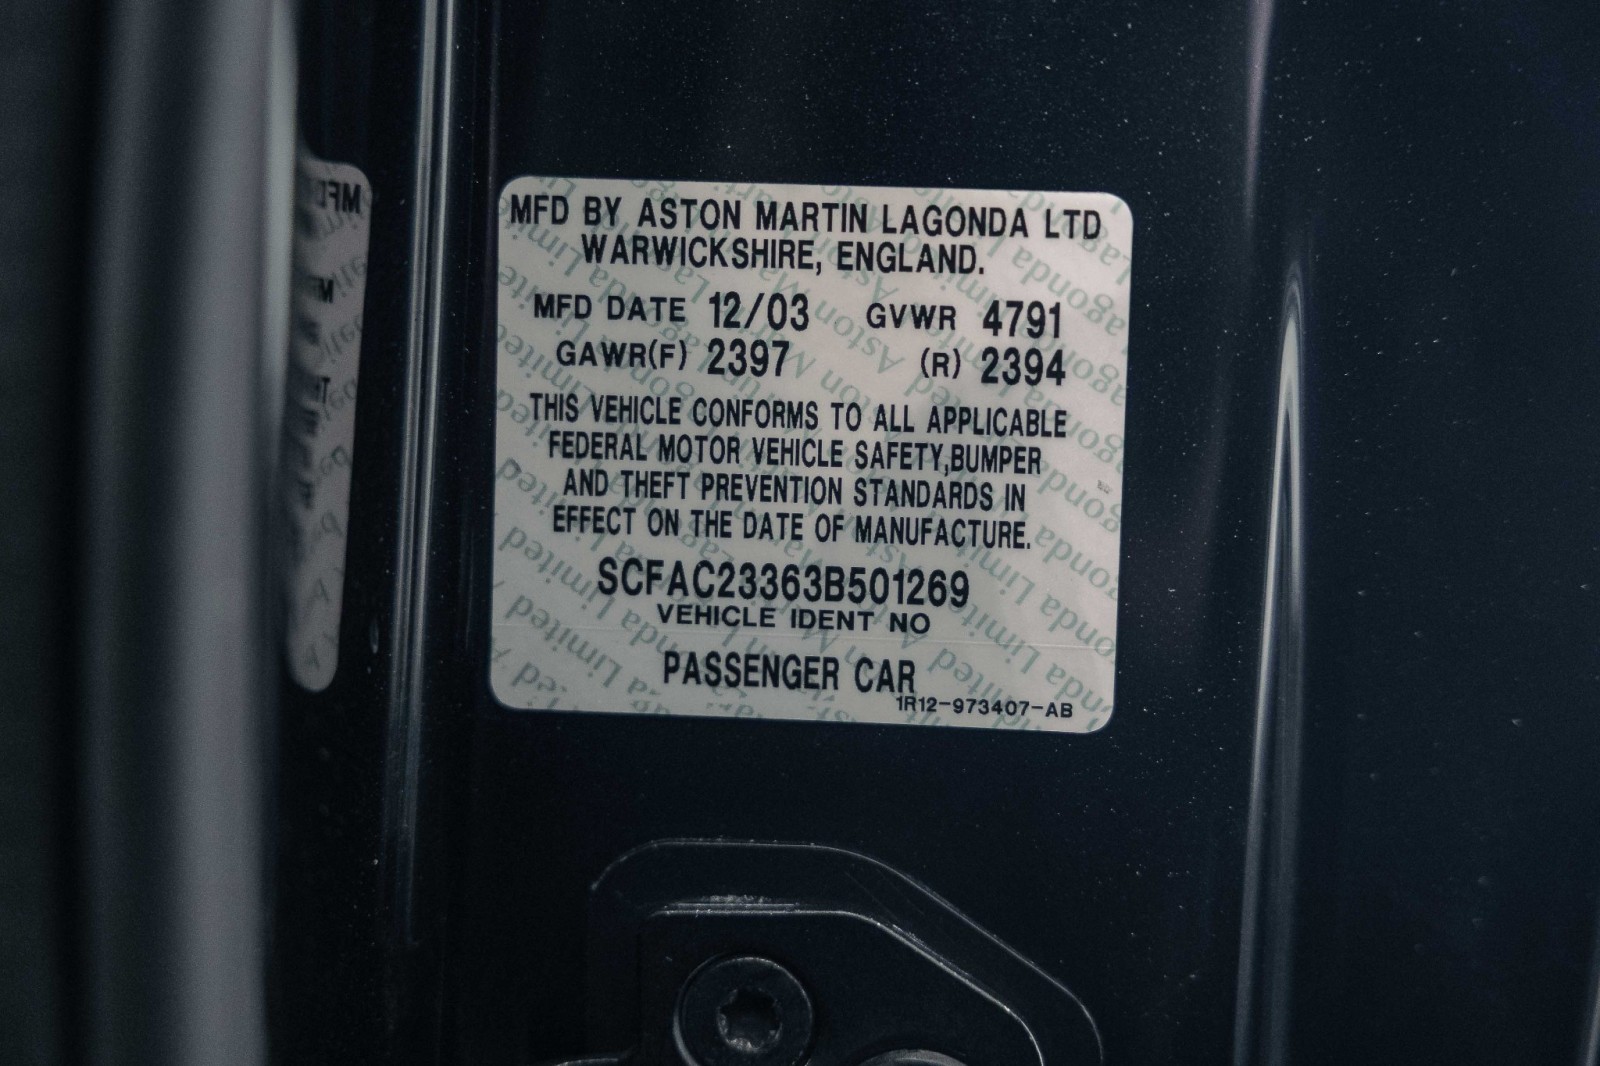 MFD BY ASTON MARTIN LAGONDA LTD
WARWICKSHIRE, ENGLAND.
MFD DATE 12/03 GVWR 4791
GAWR(F) 2397 (R) 2394
THIS VEHICLE CONFORMS TO ALL APPLICABLE
FEDERAL MOTOR VEHICLE SAFETY,BUMPER
AND THEFT PREVENTION STANDARDS IN
EFFECT ON THE DATE OF MANUFACTURE.
SCFAC23363B501269
VEHICLE IDENT NO
PASSENGER CAR
1R12-973407-AB